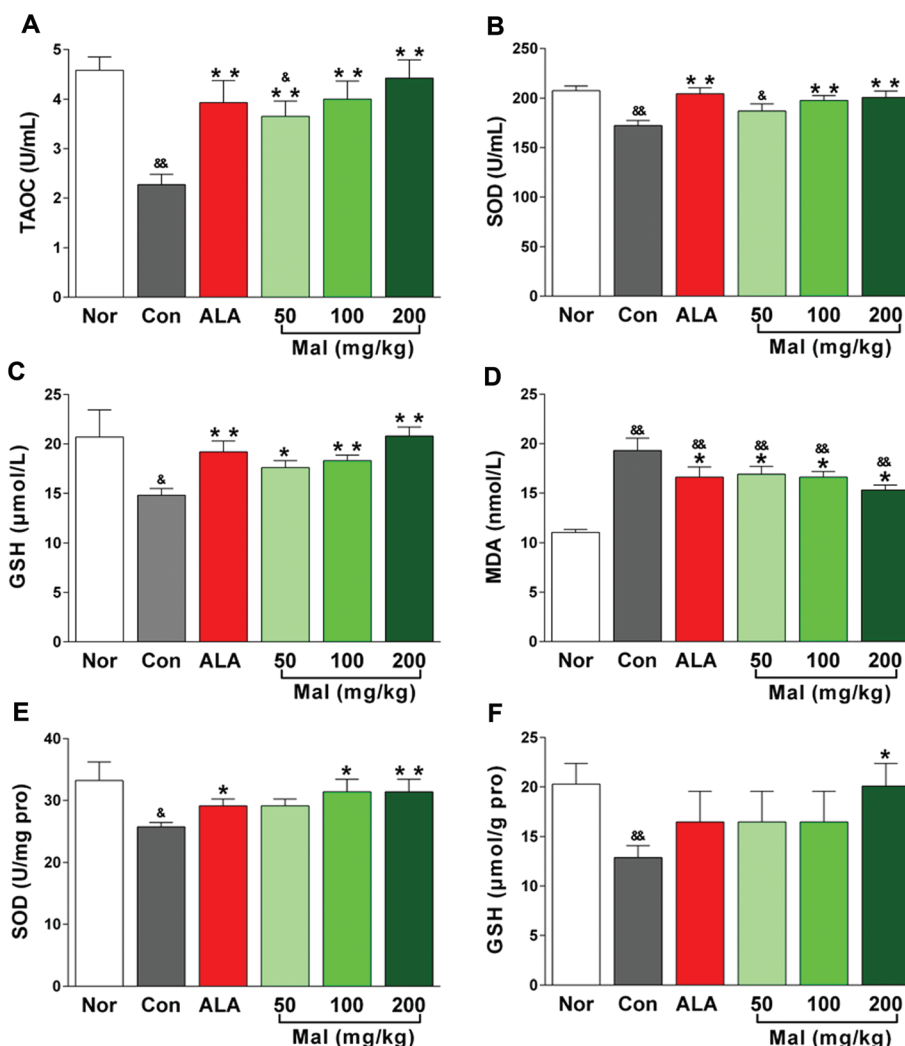 A
TAOC (U/mL)
5
4
3
2
1
0
&&
* *
&
* *
* *
* *
Nor Con ALA 50 100 200
Mal (mg/kg)
B
SOD (U/mL)
250
200
150
100
50
0
&&
* *
&
* *
* *
Nor Con ALA 50 100 200
Mal (mg/kg)
C
GSH (μmol/L)
25
20
15
10
5
0
&
* *
*
* *
* *
Nor Con ALA 50 100 200
Mal (mg/kg)
D
MDA (nmol/L)
25
20
15
10
5
0
&&
&&
*
&&
*
&&
*
&&
*
Nor Con ALA 50 100 200
Mal (mg/kg)
E
SOD (U/mg pro)
40
30
20
10
0
&
*
*
* *
Nor Con ALA 50 100 200
Mal (mg/kg)
F
GSH (μmol/g pro)
25
20
15
10
5
0
&&
*
Nor Con ALA 50 100 200
Mal (mg/kg)